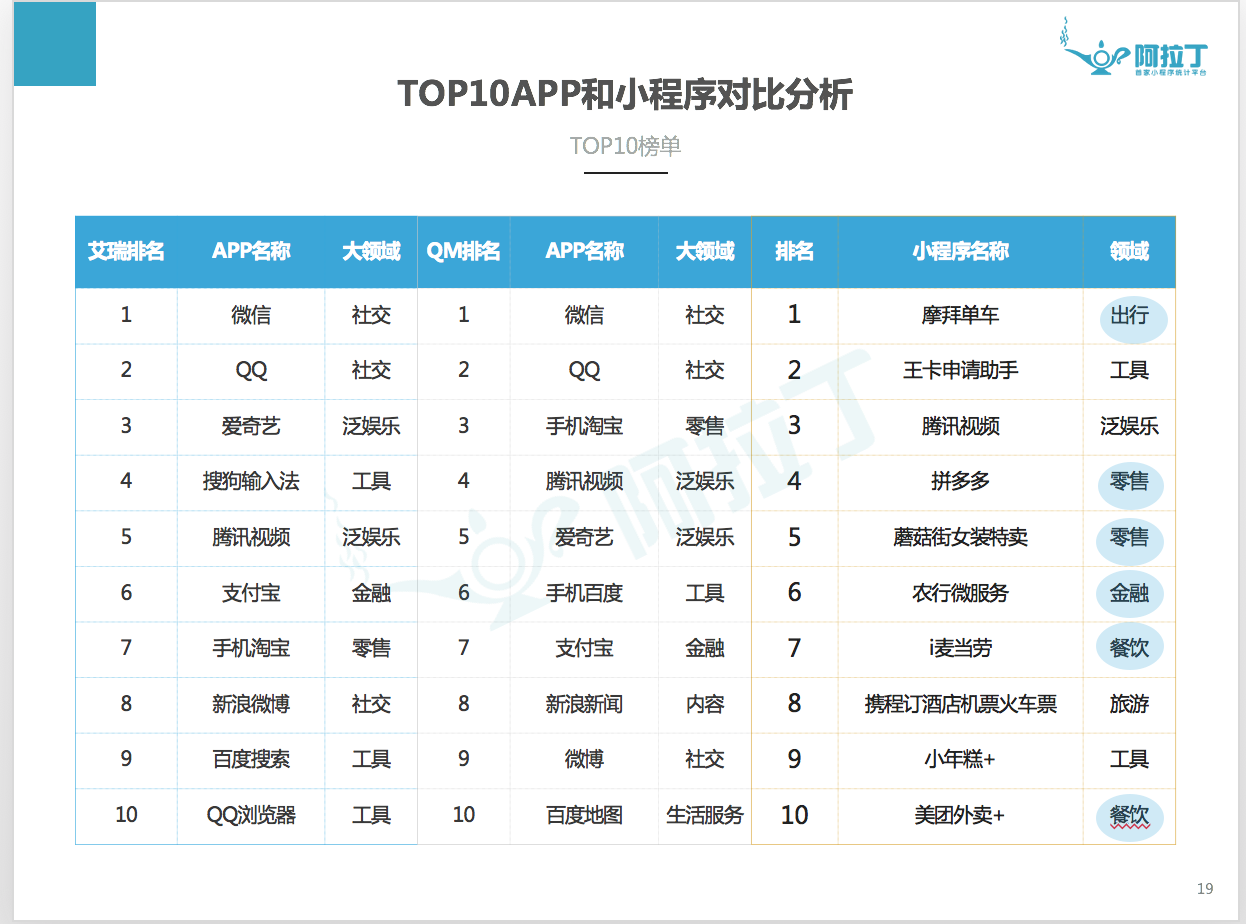 阿拉丁
首家小程序统计平台
TOP10APP和小程序对比分析
TOP10榜单
艾瑞排名 APP名称 大领域 QM排名 APP名称 大领域 排名 小程序名称 领域
1 微信 社交 1 微信 社交 1 摩拜单车 出行
2 QQ 社交 2 QQ 社交 2 王卡申请助手 工具
3 爱奇艺 泛娱乐 3 手机淘宝 零售 3 腾讯视频 泛娱乐
4 搜狗输入法 工具 4 腾讯视频 泛娱乐 4 拼多多 零售
5 腾讯视频 泛娱乐 5 爱奇艺 泛娱乐 5 蘑菇街女装特卖 零售
6 支付宝 金融 6 手机百度 工具 6 农行微服务 金融
7 手机淘宝 零售 7 支付宝 金融 7 i麦当劳 餐饮
8 新浪微博 社交 8 新浪新闻 内容 8 携程订酒店机票火车票 旅游
9 百度搜索 工具 9 微博 社交 9 小年糕+ 工具
10 QQ浏览器 工具 10 百度地图 生活服务 10 美团外卖+ 餐饮
阿拉丁
19